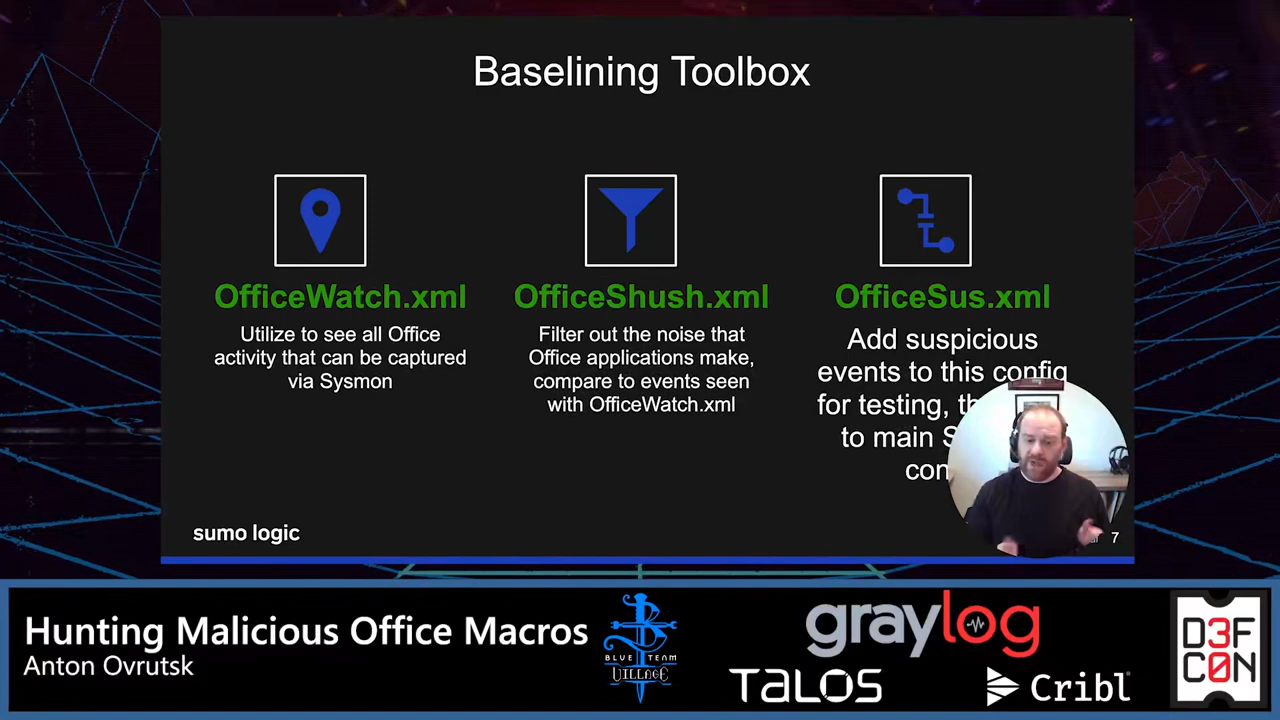 Baselining Toolbox
OfficeWatch.xml
Utilize to see all Office
activity that can be captured
via Sysmon
OfficeShush.xml
Filter out the noise that
Office applications make,
compare to events seen
with OfficeWatch.xml
OfficeSus.xml
Add suspicious
events to this config
for testing,
to main
sumo logic
7
Hunting Malicious Office Macros
Anton Ovrutsk
BLUE TEAM
VILLAGE
graylog
TALOS
Cribl
D3F
C0N